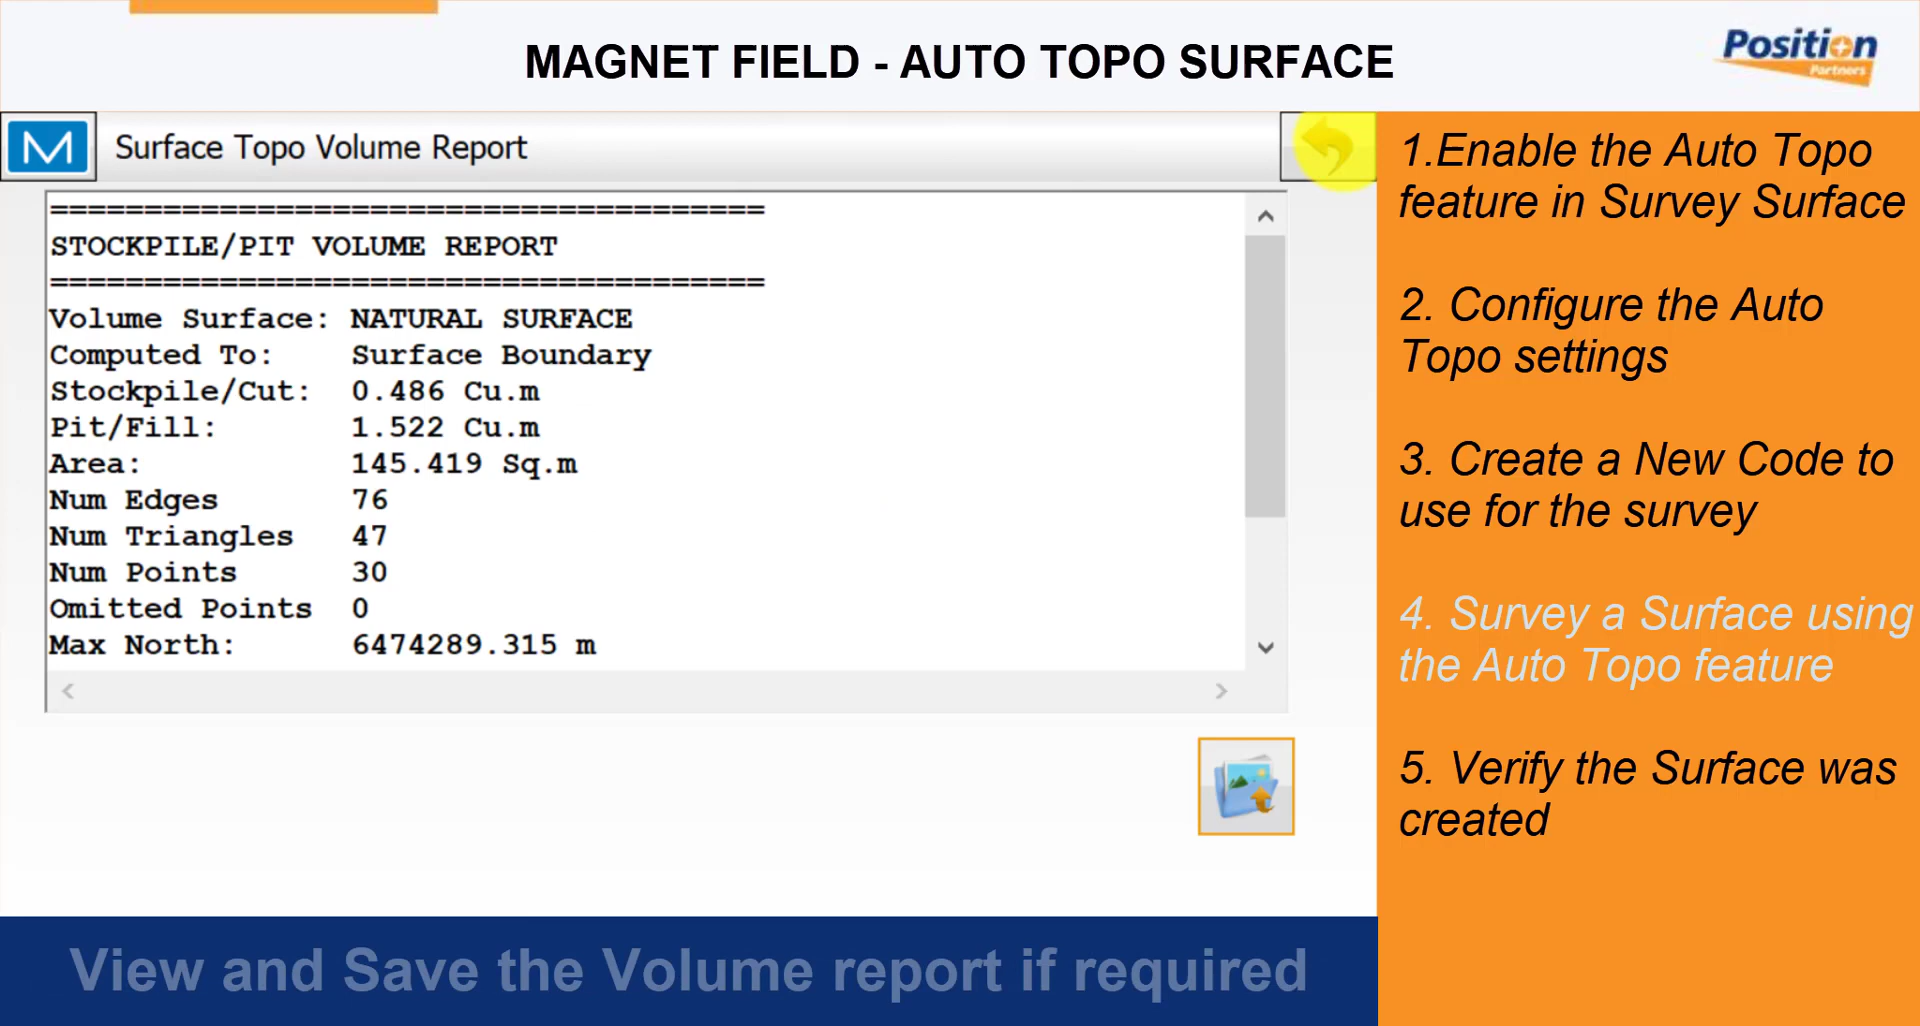 MAGNET FIELD - AUTO TOPO SURFACE
Position
Partners
M
Surface Topo Volume Report
======================================
STOCKPILE/PIT VOLUME REPORT
======================================
Volume Surface: NATURAL SURFACE
Computed To: Surface Boundary
Stockpile/Cut: 0.486 Cu.m
Pit/Fill: 1.522 Cu.m
Area: 145.419 Sq.m
Num Edges 76
Num Triangles 47
Num Points 30
Omitted Points 0
Max North: 6474289.315 m
1.Enable the Auto Topo
feature in Survey Surface
2. Configure the Auto
Topo settings
3. Create a New Code to
use for the survey
4. Survey a Surface using
the Auto Topo feature
5. Verify the Surface was
created
View and Save the Volume report if required